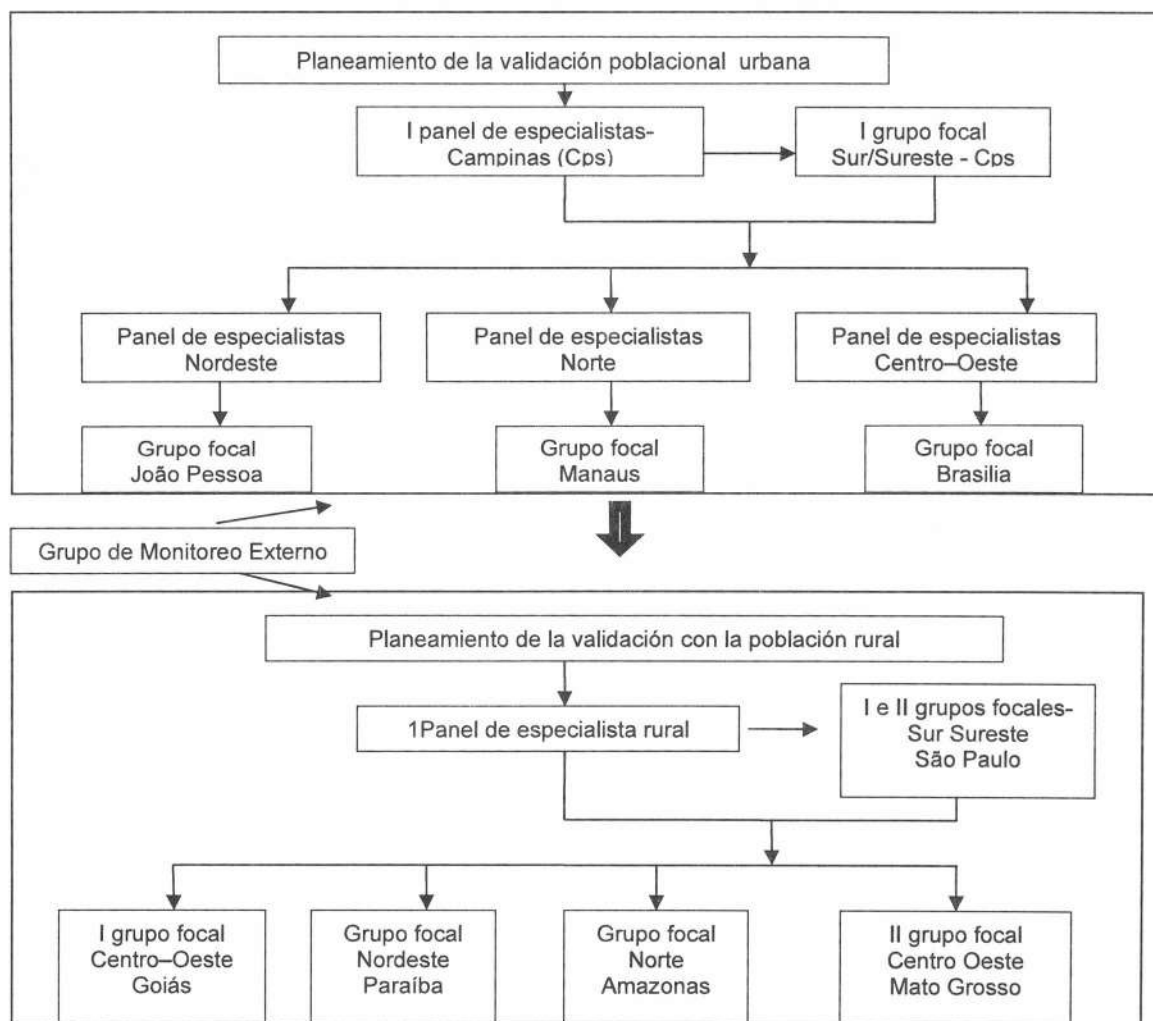 Planeamiento de la validación poblacional urbana
I panel de especialistas-
Campinas (Cps)
I grupo focal
Sur/Sureste - Cps
Panel de especialistas
Nordeste
Panel de especialistas
Norte
Panel de especialistas
Centro–Oeste
Grupo focal
João Pessoa
Grupo focal
Manaus
Grupo focal
Brasilia
Grupo de Monitoreo Externo
Planeamiento de la validación con la población rural
1Panel de especialista rural
I e II grupos focales-
Sur Sureste
São Paulo
I grupo focal
Centro–Oeste
Goiás
Grupo focal
Nordeste
Paraíba
Grupo focal
Norte
Amazonas
II grupo focal
Centro Oeste
Mato Grosso